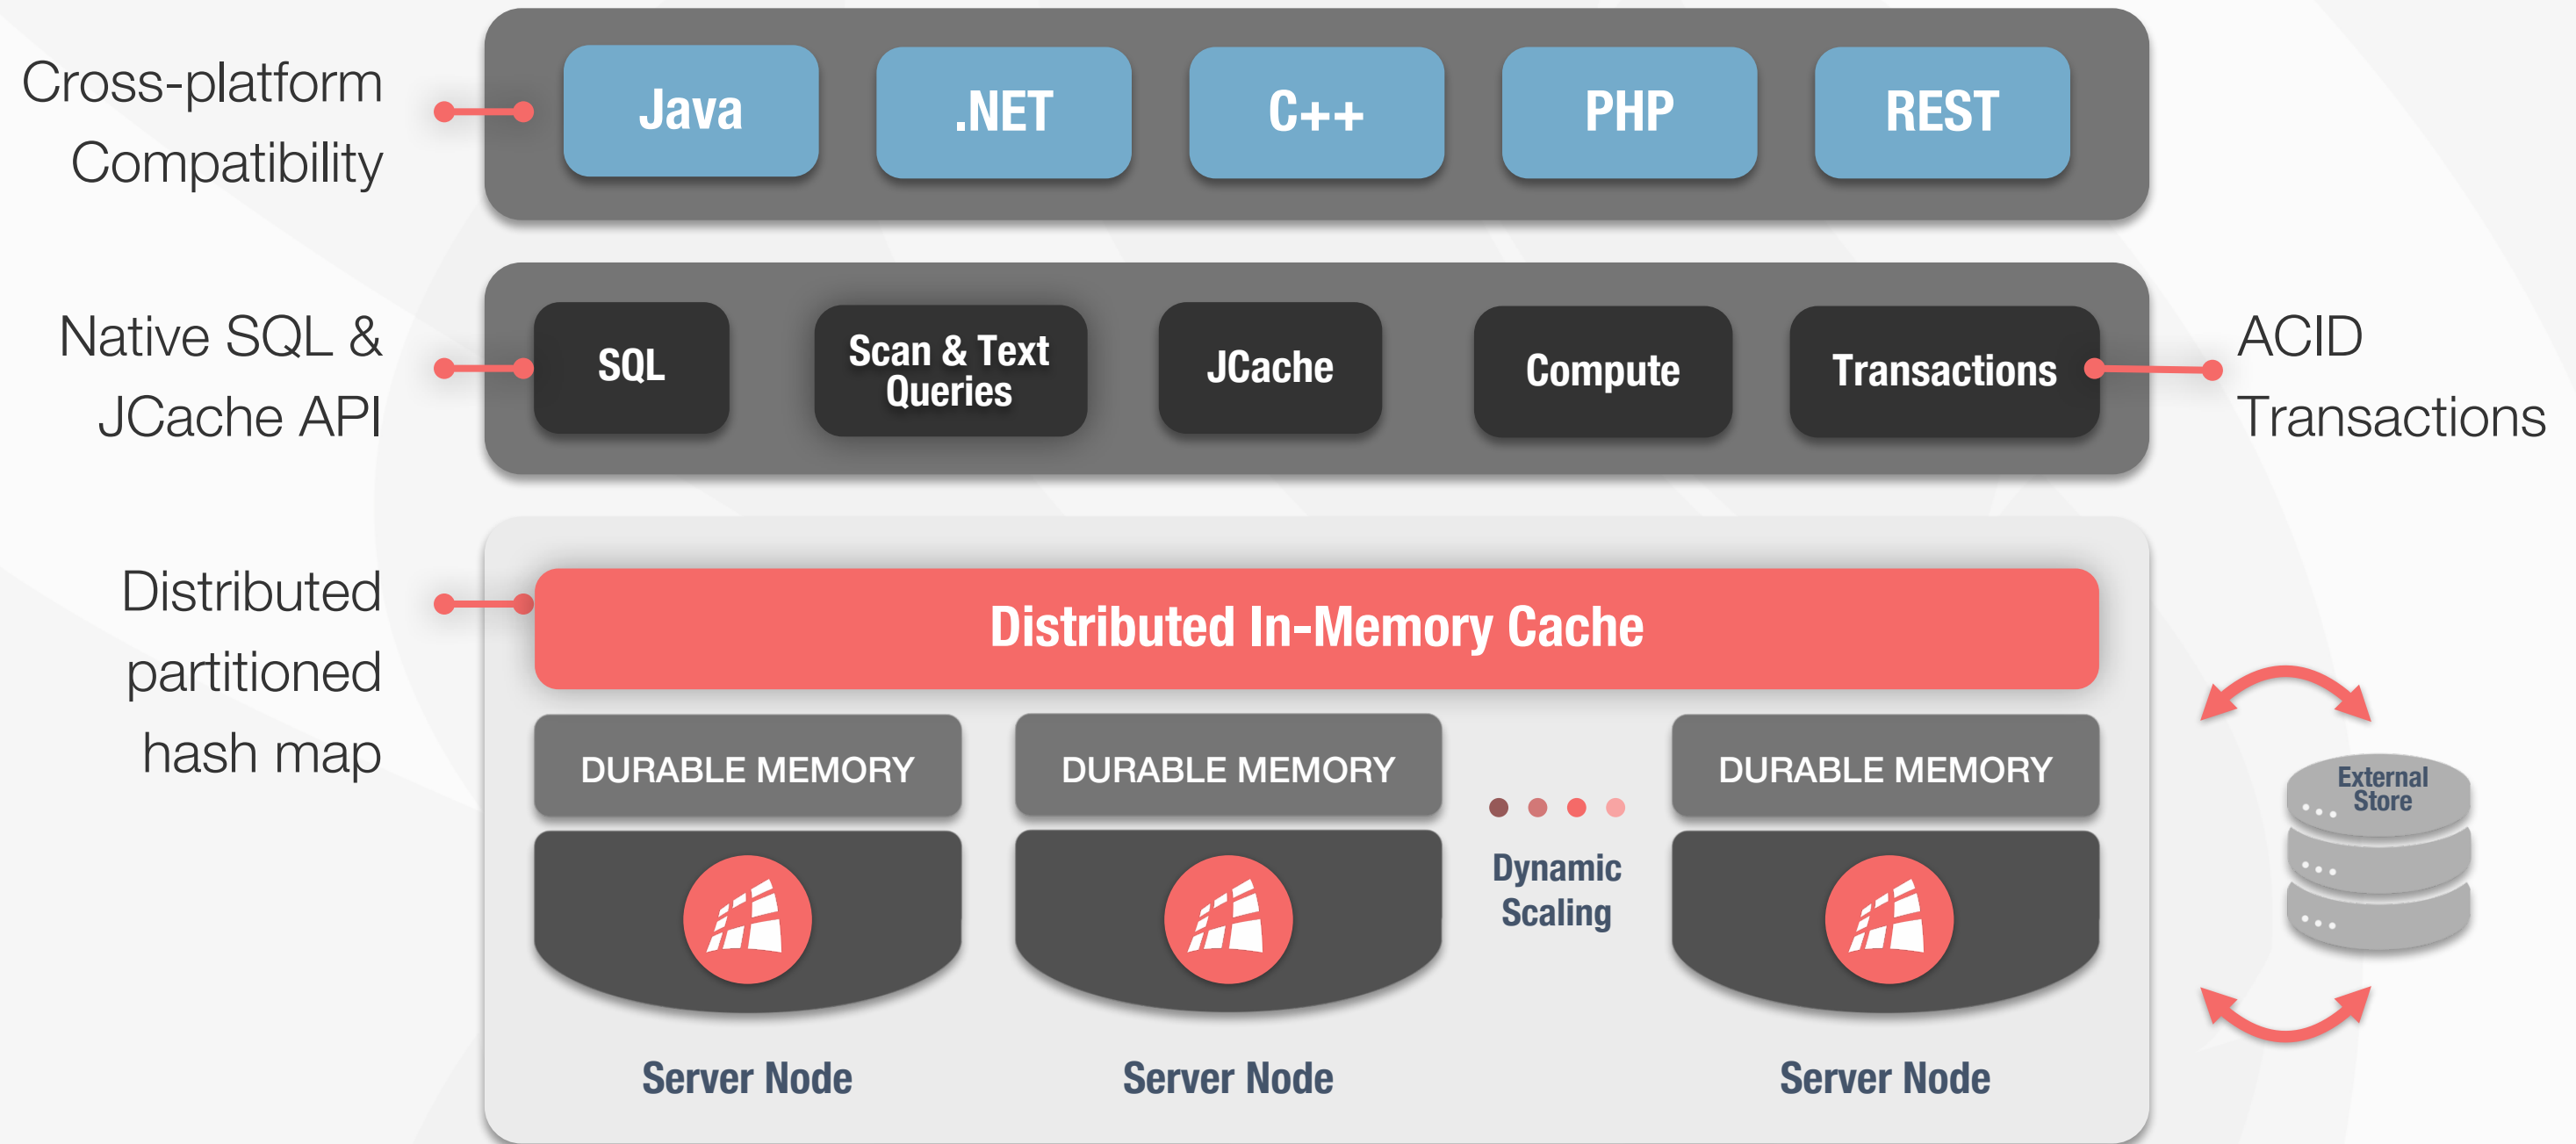 Cross-platform
Compatibility
Java
.NET
C++
PHP
REST
Native SQL &
JCache API
SQL
Scan & Text
Queries
JCache
Compute
Transactions
ACID
Transactions
Distributed
partitioned
hash map
Distributed In-Memory Cache
DURABLE MEMORY
DURABLE MEMORY
DURABLE MEMORY
Dynamic
Scaling
External
Store
Server Node
Server Node
Server Node